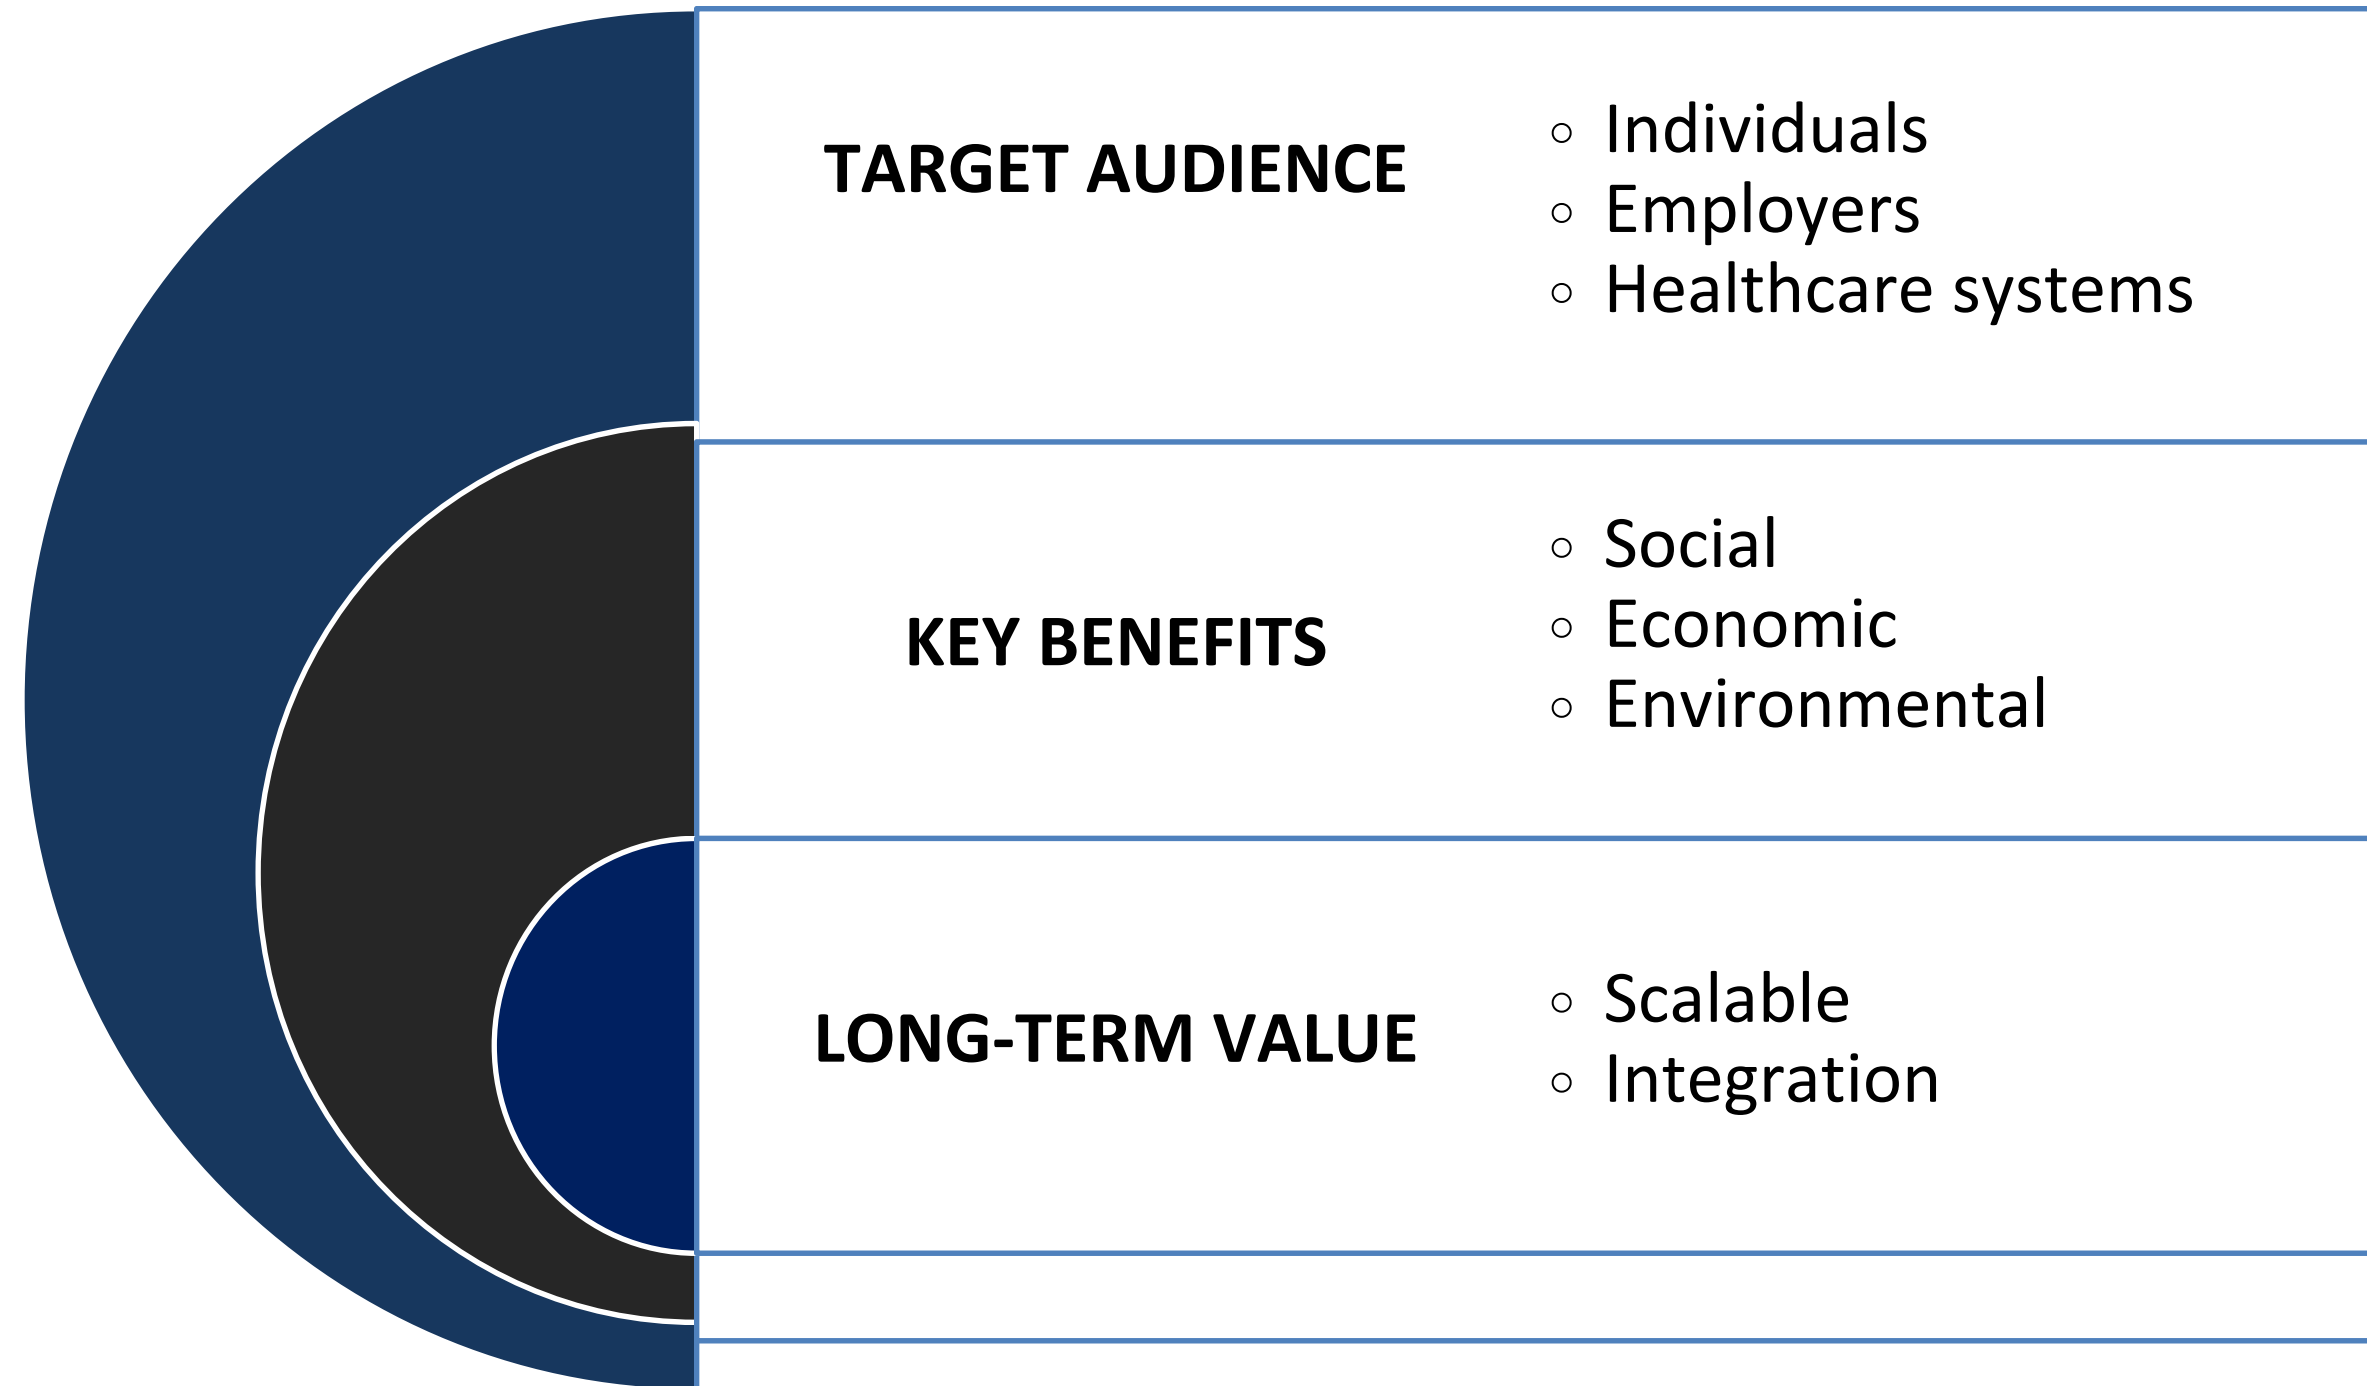 TARGET AUDIENCE
○ Individuals
○ Employers
○ Healthcare systems
KEY BENEFITS
○ Social
○ Economic
○ Environmental
LONG-TERM VALUE
○ Scalable
○ Integration